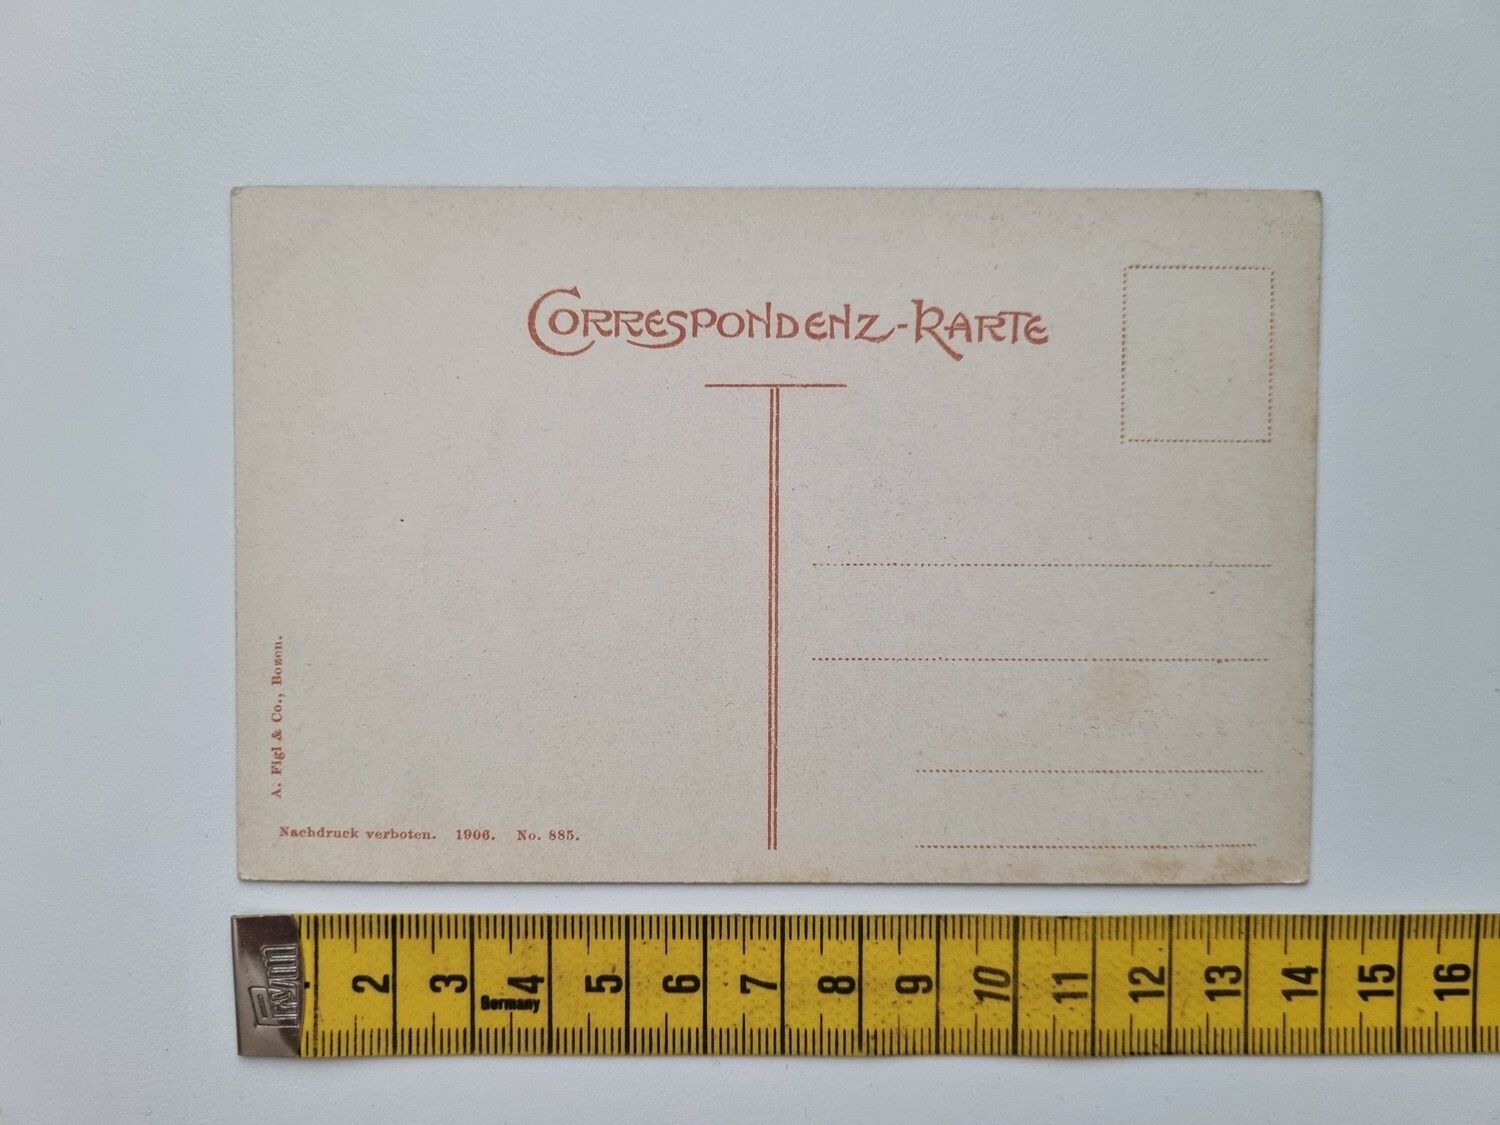 CORRESPONDENZ-KARTE
A. Figl & Co., Bozen.
Nachdruck verboten. 1906. No. 885.
Prym
2 3 4 5 6 7 8 9 10 11 12 13 14 15 16
Germany